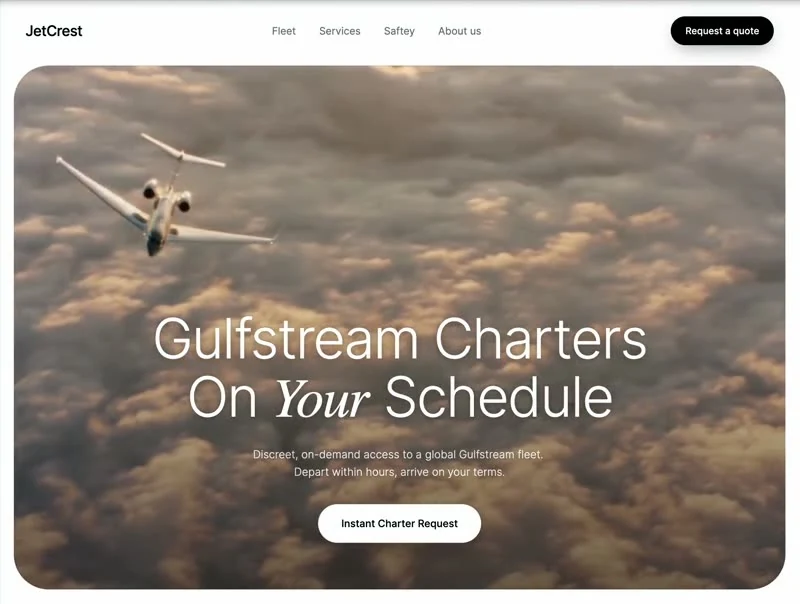 JetCrest
Fleet
Services
Saftey
About us
Request a quote
Gulfstream Charters
On Your Schedule
Discreet, on-demand access to a global Gulfstream fleet.
Depart within hours, arrive on your terms.
Instant Charter Request